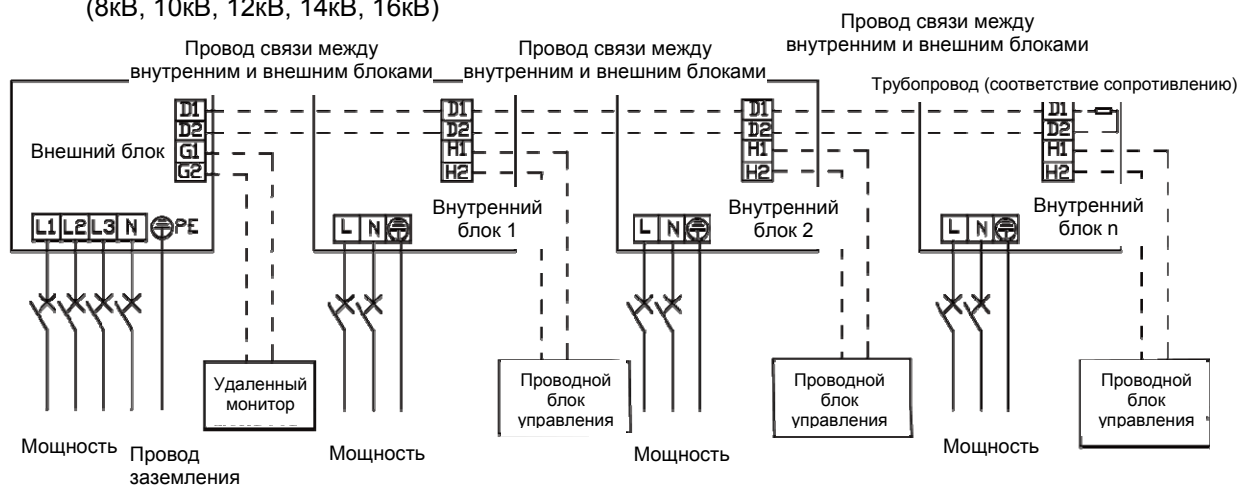 (8кВ, 10кВ, 12кВ, 14кВ, 16кВ)
Провод связи между
внутренним и внешним блоками
Провод связи между
внутренним и внешним блоками
Провод связи между
внутренним и внешним блоками
Трубопровод (соответствие сопротивлению)
Внешний блок
D1
D2
G1
G2
D1
D2
H1
H2
D1
D2
H1
H2
D1
D2
H1
H2
Внутренний
блок 1
Внутренний
блок 2
Внутренний
блок n
L1 L2 L3 N PE
L N
L N
L N
Удаленный
монитор
Проводной
блок
управления
Проводной
блок
управления
Проводной
блок
управления
Мощность
Провод
заземления
Мощность
Мощность
Мощность